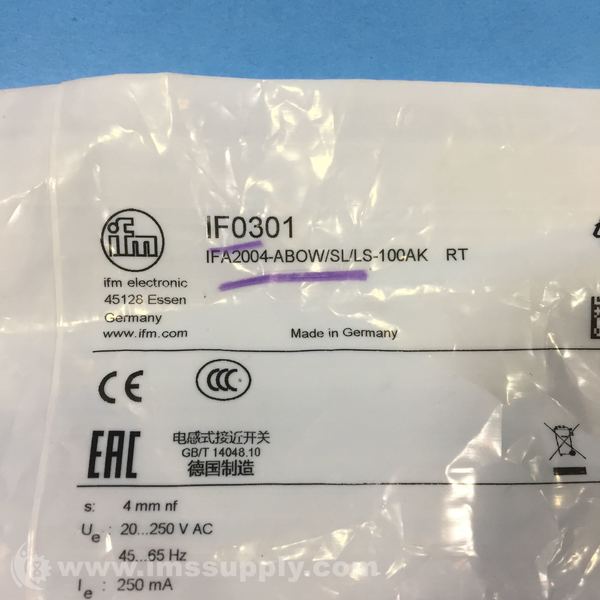 ifm
IF0301
IFA2004-ABOW/SL/LS-100AK RT
ifm electronic
45128 Essen
Germany
www.ifm.com
Made in Germany
CE
CCC
EAC
电感式接近开关
GB/T 14048.10
德国制造
s: 4 mm nf
Ue : 20...250 V AC
45...65 Hz
Ie : 250 mA
www.imssupply.com